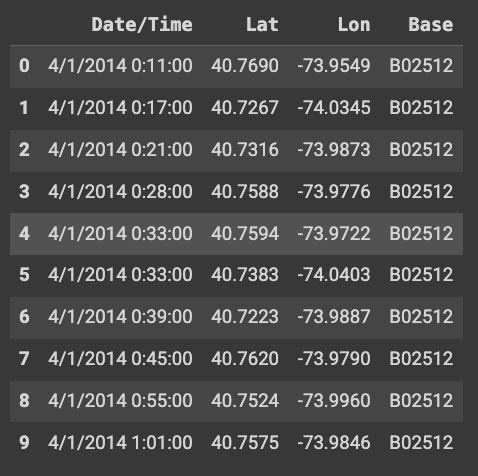 Date/Time Lat Lon Base
0 4/1/2014 0:11:00 40.7690 -73.9549 B02512
1 4/1/2014 0:17:00 40.7267 -74.0345 B02512
2 4/1/2014 0:21:00 40.7316 -73.9873 B02512
3 4/1/2014 0:28:00 40.7588 -73.9776 B02512
4 4/1/2014 0:33:00 40.7594 -73.9722 B02512
5 4/1/2014 0:33:00 40.7383 -74.0403 B02512
6 4/1/2014 0:39:00 40.7223 -73.9887 B02512
7 4/1/2014 0:45:00 40.7620 -73.9790 B02512
8 4/1/2014 0:55:00 40.7524 -73.9960 B02512
9 4/1/2014 1:01:00 40.7575 -73.9846 B02512